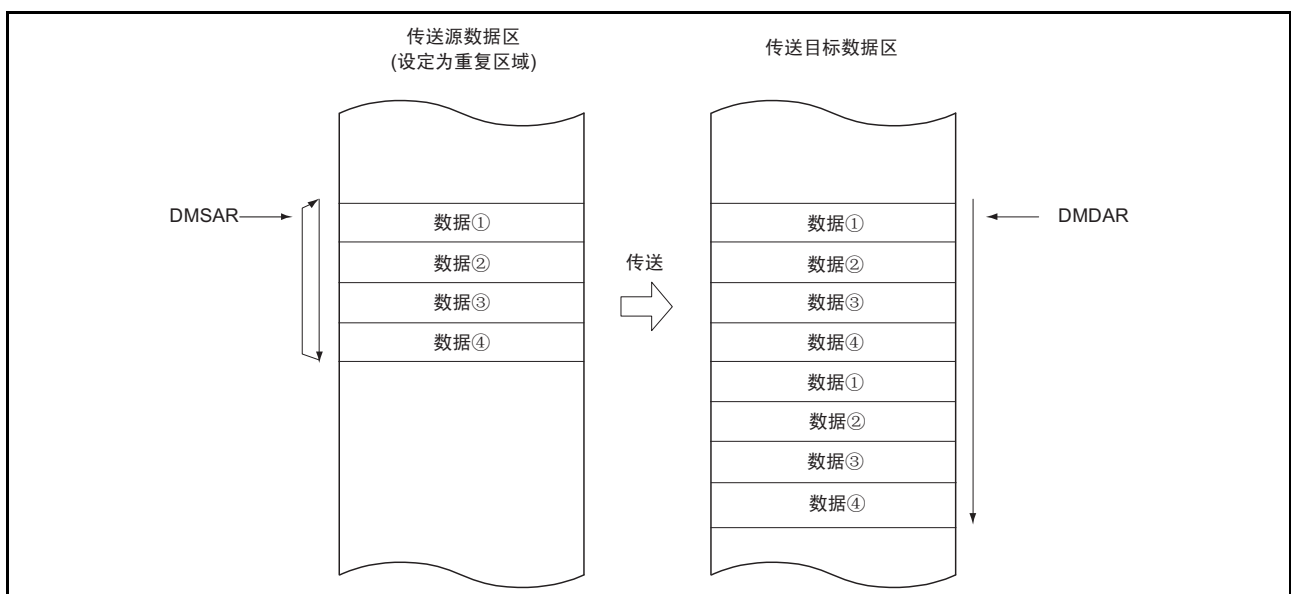 传送源数据区
(设定为重复区域)
传送目标数据区
DMSAR
数据①
数据②
数据③
数据④
传送
数据①
数据②
数据③
数据④
数据①
数据②
数据③
数据④
DMDAR